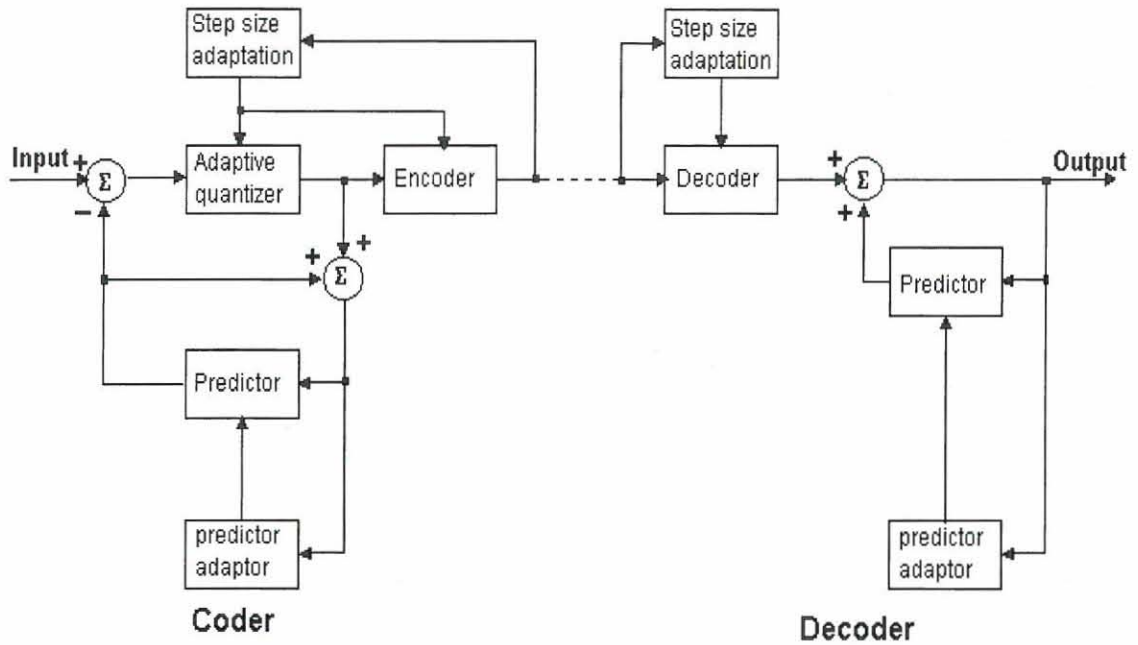 Step size
adaptation
Step size
adaptation
Input
+
Σ
−
Adaptive
quantizer
Encoder
Decoder
+
Σ
+
Output
+
+
Σ
Predictor
Predictor
predictor
adaptor
predictor
adaptor
Coder
Decoder